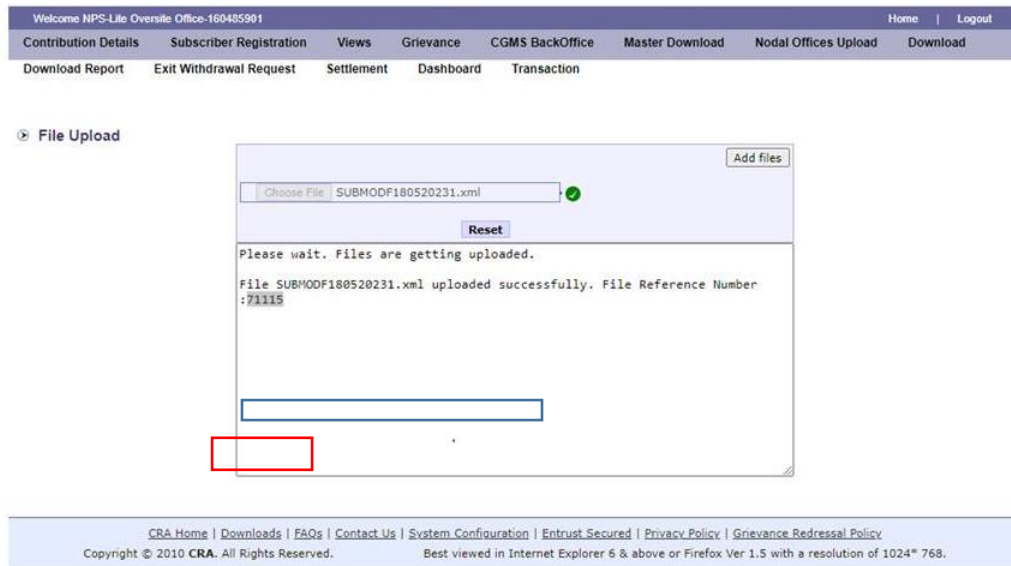 Welcome NPS-Lite Oversite Office-160485901 Home | Logout
Contribution Details Subscriber Registration Views Grievance CGMS BackOffice Master Download Nodal Offices Upload Download
Download Report Exit Withdrawal Request Settlement Dashboard Transaction
File Upload
Add files
Choose File SUBMODF180520231.xml
Reset
Please wait. Files are getting uploaded.
File SUBMODF180520231.xml uploaded successfully. File Reference Number
:71115
CRA Home | Downloads | FAQs | Contact Us | System Configuration | Entrust Secured | Privacy Policy | Grievance Redressal Policy
Copyright © 2010 CRA. All Rights Reserved. Best viewed in Internet Explorer 6 & above or Firefox Ver 1.5 with a resolution of 1024* 768.